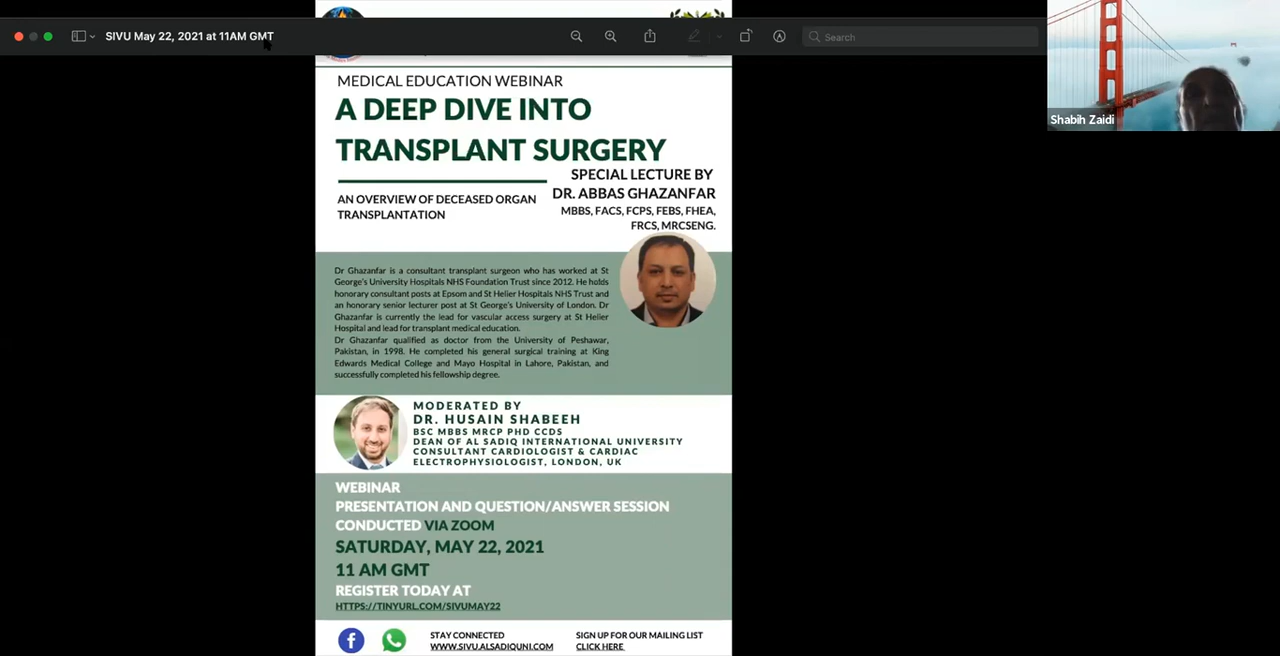 SIVU May 22, 2021 at 11AM GMT
Search
Shabih Zaidi
MEDICAL EDUCATION WEBINAR
A DEEP DIVE INTO
TRANSPLANT SURGERY
SPECIAL LECTURE BY
DR. ABBAS GHAZANFAR
MBBS, FACS, FCPS, FEBS, FHEA,
FRCS, MRCSENG.
AN OVERVIEW OF DECEASED ORGAN
TRANSPLANTATION
Dr Ghazanfar is a consultant transplant surgeon who has worked at St
George's University Hospitals NHS Foundation Trust since 2012. He holds
honorary consultant posts at Epsom and St Helier Hospitals NHS Trust and
an honorary senior lecturer post at St George's University of London. Dr
Ghazanfar is currently the lead for vascular access surgery at St Helier
Hospital and lead for transplant medical education.
Dr Ghazanfar qualified as doctor from the University of Peshawar,
Pakistan, in 1998. He completed his general surgical training at King
Edwards Medical College and Mayo Hospital in Lahore, Pakistan, and
successfully completed his fellowship degree.
MODERATED BY
DR. HUSAIN SHABEEH
BSC MBBS MRCP PHD CCDS
DEAN OF AL SADIQ INTERNATIONAL UNIVERSITY
CONSULTANT CARDIOLOGIST & CARDIAC
ELECTROPHYSIOLOGIST, LONDON, UK
WEBINAR
PRESENTATION AND QUESTION/ANSWER SESSION
CONDUCTED VIA ZOOM
SATURDAY, MAY 22, 2021
11 AM GMT
REGISTER TODAY AT
HTTPS://TINYURL.COM/SIVUMAY22
STAY CONNECTED
WWW.SIVU.ALSADIQUNI.COM
SIGN UP FOR OUR MAILING LIST
CLICK HERE